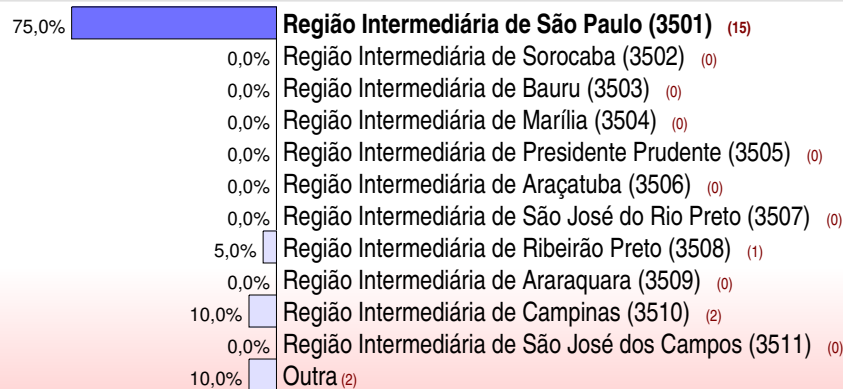 75,0% Região Intermediária de São Paulo (3501) (15)
0,0% Região Intermediária de Sorocaba (3502) (0)
0,0% Região Intermediária de Bauru (3503) (0)
0,0% Região Intermediária de Marília (3504) (0)
0,0% Região Intermediária de Presidente Prudente (3505) (0)
0,0% Região Intermediária de Araçatuba (3506) (0)
0,0% Região Intermediária de São José do Rio Preto (3507) (0)
5,0% Região Intermediária de Ribeirão Preto (3508) (1)
0,0% Região Intermediária de Araraquara (3509) (0)
10,0% Região Intermediária de Campinas (3510) (2)
0,0% Região Intermediária de São José dos Campos (3511) (0)
10,0% Outra (2)